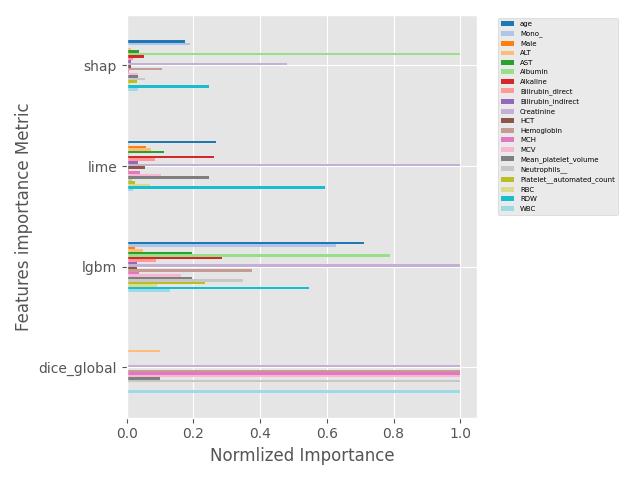 Features importance Metric
shap
lime
lgbm
dice_global
0.0 0.2 0.4 0.6 0.8 1.0
Normlized Importance
age
Mono_
Male
ALT
AST
Albumin
Alkaline
Bilirubin_direct
Bilirubin_indirect
Creatinine
HCT
Hemoglobin
MCH
MCV
Mean_platelet_volume
Neutrophils__
Platelet__automated_count
RBC
RDW
WBC